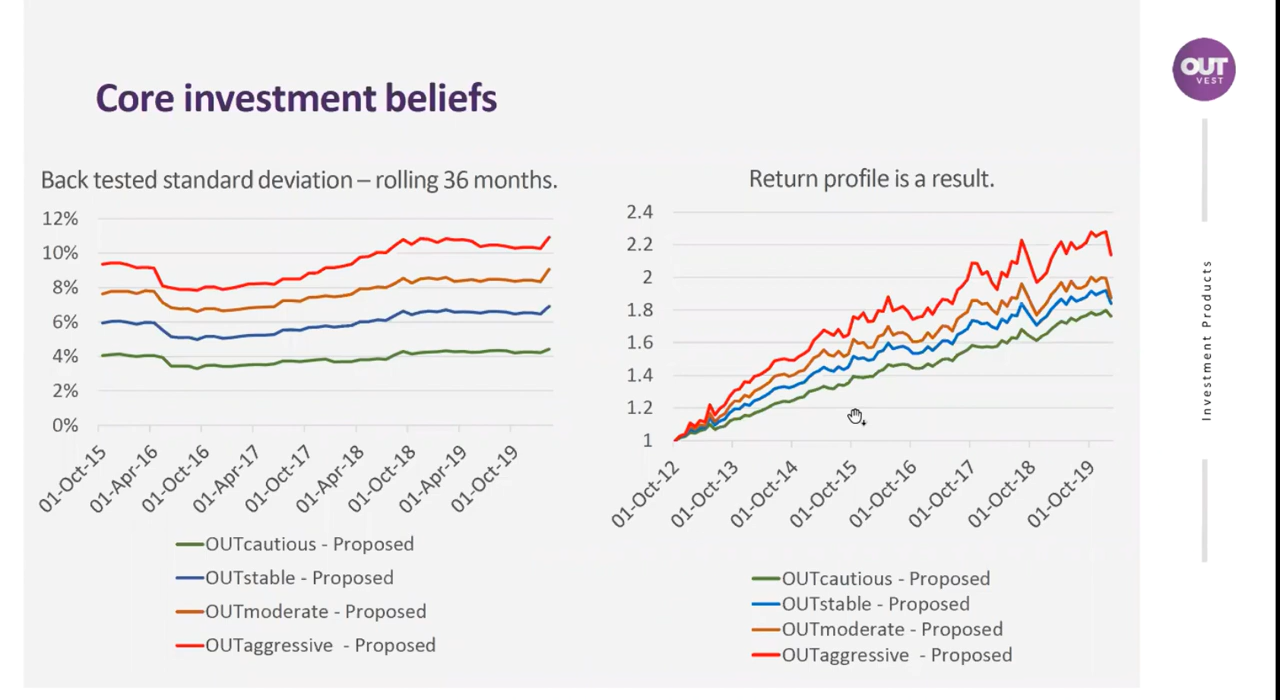 OUT
VEST
Core investment beliefs
Back tested standard deviation – rolling 36 months.
12%
10%
8%
6%
4%
2%
0%
01-Oct-15
01-Apr-16
01-Oct-16
01-Apr-17
01-Oct-17
01-Apr-18
01-Oct-18
01-Apr-19
01-Oct-19
OUTcautious - Proposed
OUTstable - Proposed
OUTmoderate - Proposed
OUTaggressive - Proposed
Return profile is a result.
2.4
2.2
2
1.8
1.6
1.4
1.2
1
01-Oct-12
01-Oct-13
01-Oct-14
01-Oct-15
01-Oct-16
01-Oct-17
01-Oct-18
01-Oct-19
OUTcautious - Proposed
OUTstable - Proposed
OUTmoderate - Proposed
OUTaggressive - Proposed
Investment Products